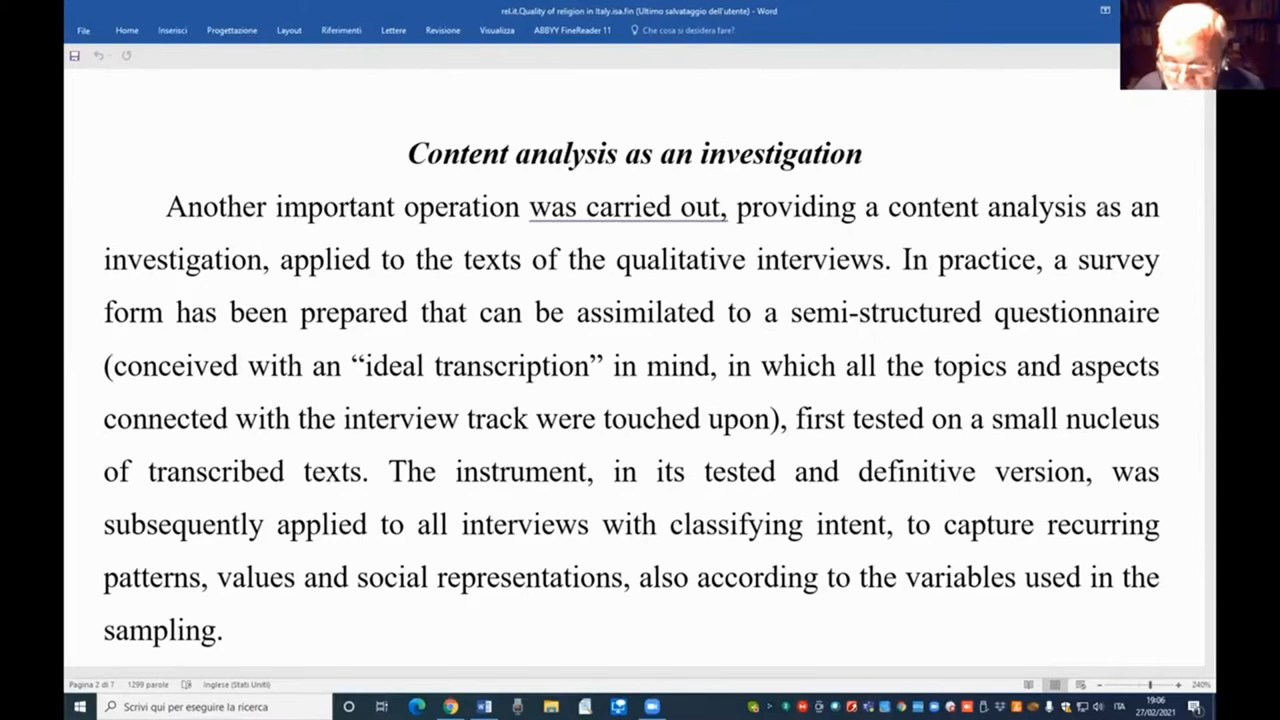 rel.it.Quality of religion in Italy.isa.fin (Ultimo salvataggio dell'utente) - Word
File Home Inserisci Progettazione Layout Riferimenti Lettere Revisione Visualizza ABBYY FineReader 11 Che cosa si desidera fare?
Content analysis as an investigation
Another important operation was carried out, providing a content analysis as an
investigation, applied to the texts of the qualitative interviews. In practice, a survey
form has been prepared that can be assimilated to a semi-structured questionnaire
(conceived with an “ideal transcription” in mind, in which all the topics and aspects
connected with the interview track were touched upon), first tested on a small nucleus
of transcribed texts. The instrument, in its tested and definitive version, was
subsequently applied to all interviews with classifying intent, to capture recurring
patterns, values and social representations, also according to the variables used in the
sampling.
Pagina 2 di 7 1299 parole Inglese (Stati Uniti) 240%
Scrivi qui per eseguire la ricerca ITA 19:06
27/02/2021